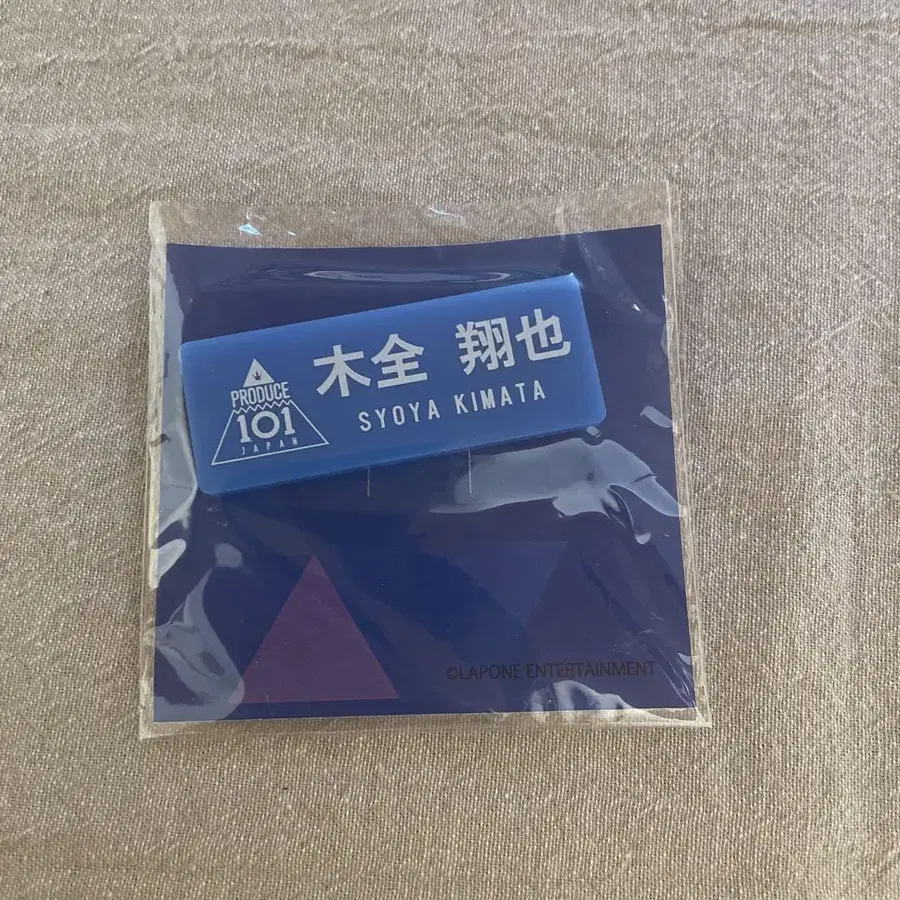 PRODUCE
101
JAPAN
木全 翔也
SYOYA KIMATA
©LAPONE ENTERTAINMENT